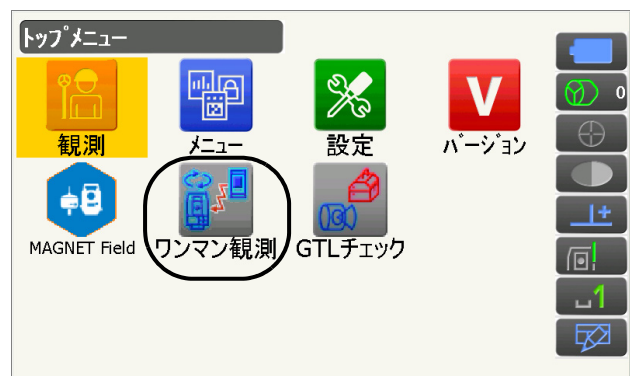 トップメニュー
観測
メニュー
設定
V
バージョン
MAGNET Field
ワンマン観測
GTLチェック
0
1